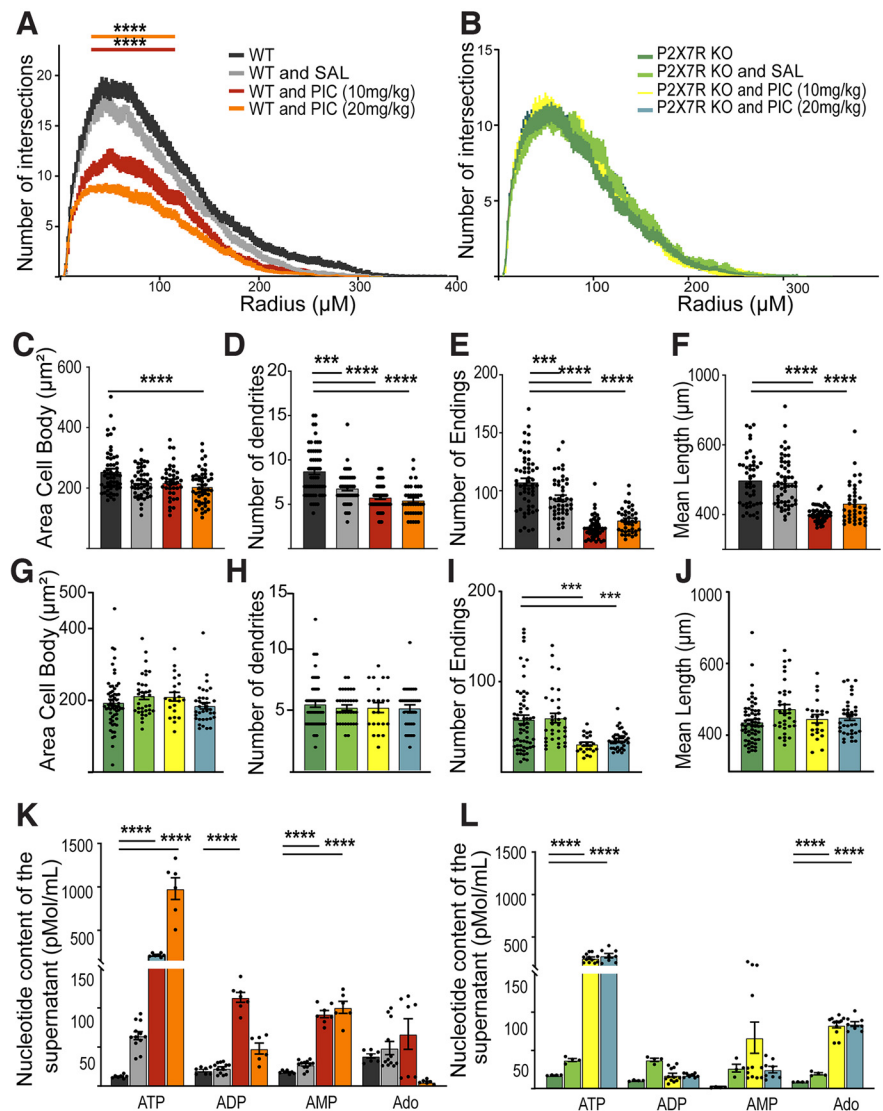 A
****
****
Number of intersections
20
15
10
5
100
200
300
400
Radius (μM)
WT
WT and SAL
WT and PIC (10mg/kg)
WT and PIC (20mg/kg)
B
Number of intersections
15
10
5
100
200
300
Radius (μM)
P2X7R KO
P2X7R KO and SAL
P2X7R KO and PIC (10mg/kg)
P2X7R KO and PIC (20mg/kg)
C
Area Cell Body (μm²)
600
400
200
****
D
Number of dendrites
20
15
10
5
***
****
****
E
Number of Endings
200
150
100
***
****
****
F
Mean Length (μm)
1000
600
400
****
****
G
Area Cell Body (μm²)
500
400
200
H
Number of dendrites
15
10
5
I
Number of Endings
200
100
***
***
J
Mean Length (μm)
1000
600
400
K
Nucleotide content of the
supernatant (pMol/mL)
1500
1000
500
150
100
50
****
****
****
****
****
ATP
ADP
AMP
Ado
L
Nucleotide content of the
supernatant (pMol/mL)
1500
1000
500
150
100
50
****
****
****
****
ATP
ADP
AMP
Ado